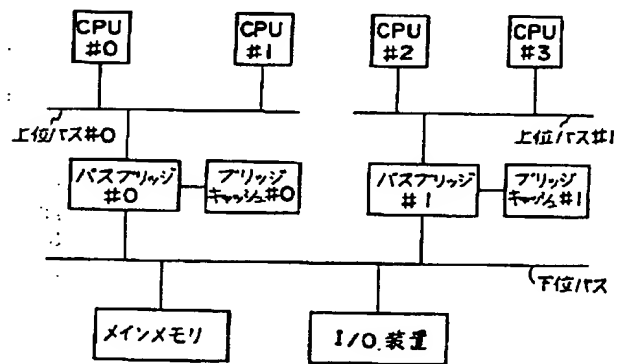 CPU
#0
CPU
#1
CPU
#2
CPU
#3
上位バス#0
上位バス#1
バスブリッジ
#0
ブリッジ
キャッシュ#0
バスブリッジ
#1
ブリッジ
キャッシュ#1
下位バス
メインメモリ
I/O装置